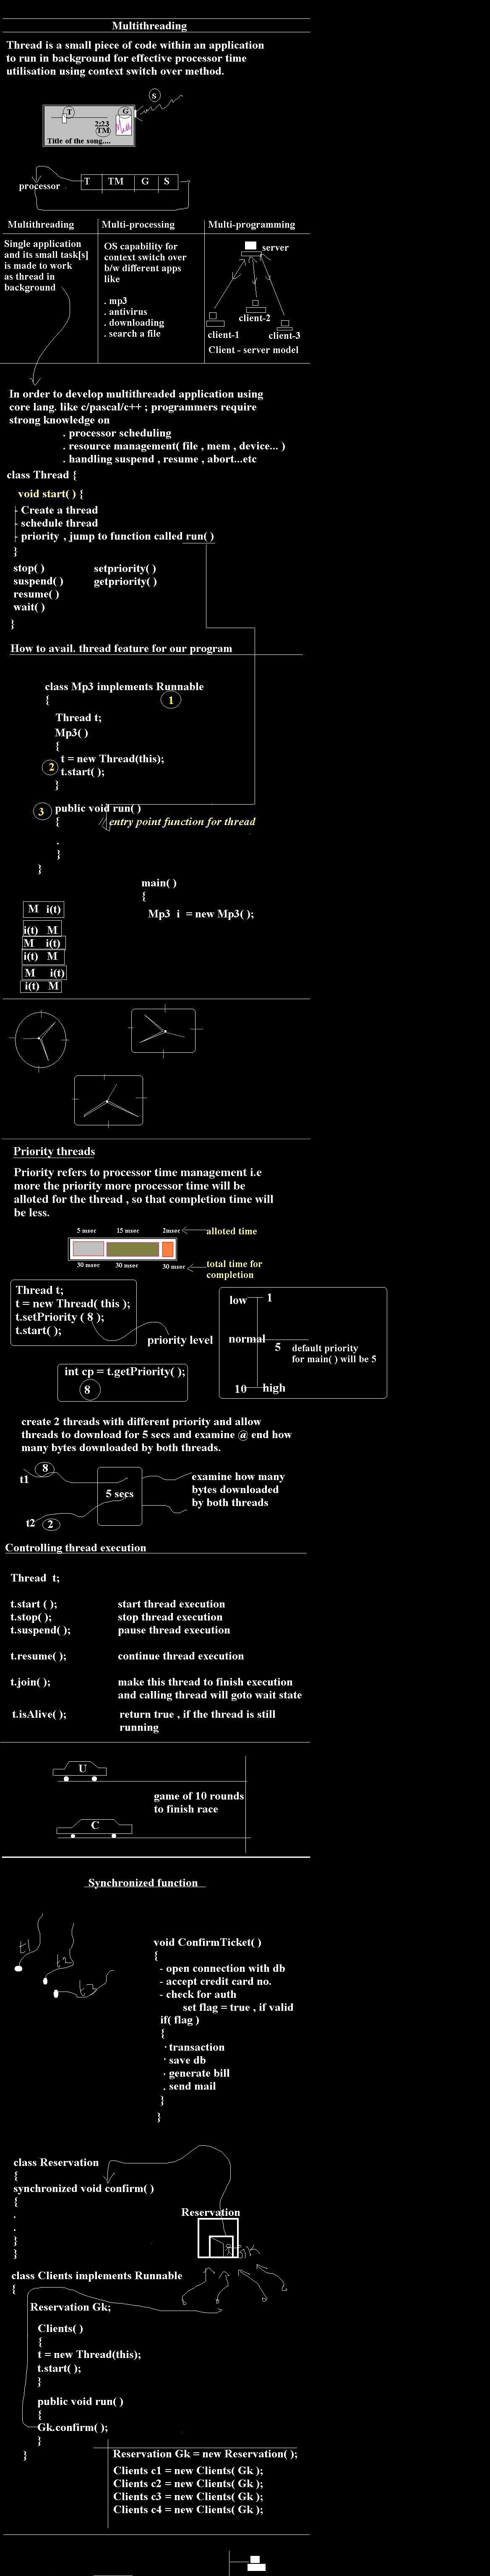 Multithreading
Thread is a small piece of code within an application
to run in background for effective processor time
utilisation using context switch over method.
S
T
G
2:23
TM
Title of the song....
processor
T TM G S
Multithreading Multi-processing Multi-programming
Single application
and its small task[s]
is made to work
as thread in
background
OS capability for
context switch over
b/w different apps
like
. mp3
. antivirus
. downloading
. search a file
server
client-2
client-1
client-3
Client - server model
In order to develop multithreaded application using
core lang. like c/pascal/c++ ; programmers require
strong knowledge on
. processor scheduling
. resource management( file , mem , device... )
. handling suspend , resume , abort...etc
class Thread {
void start( ) {
- Create a thread
- schedule thread
- priority , jump to function called run( )
}
stop( ) setpriority( )
suspend( ) getpriority( )
resume( )
wait( )
}
How to avail. thread feature for our program
class Mp3 implements Runnable
{
1
Thread t;
Mp3( )
{
t = new Thread(this);
2
t.start( );
}
3
public void run( )
{
// entry point function for thread
.
}
}
main( )
{
Mp3 i = new Mp3( );
M i(t)
i(t) M
M i(t)
i(t) M
M i(t)
i(t) M
Priority threads
Priority refers to processor time management i.e
more the priority more processor time will be
alloted for the thread , so that completion time will
be less.
5 msec 15 msec 2msec alloted time
30 msec 30 msec 30 msec total time for
completion
Thread t;
t = new Thread( this );
t.setPriority ( 8 );
t.start( );
priority level
low 1
normal
5 default priority
for main( ) will be 5
10 high
int cp = t.getPriority( );
8
create 2 threads with different priority and allow
threads to download for 5 secs and examine @ end how
many bytes downloaded by both threads.
8
t1
5 secs
examine how many
bytes downloaded
by both threads
t2 2
Controlling thread execution
Thread t;
t.start ( ); start thread execution
t.stop( ); stop thread execution
t.suspend( ); pause thread execution
t.resume( ); continue thread execution
t.join( ); make this thread to finish execution
and calling thread will goto wait state
t.isAlive( ); return true , if the thread is still
running
U
game of 10 rounds
to finish race
C
Synchronized function
t1
t2
t3
void ConfirmTicket( )
{
- open connection with db
- accept credit card no.
- check for auth
set flag = true , if valid
if( flag )
{
. transaction
. save db
. generate bill
. send mail
}
}
class Reservation
{
synchronized void confirm( )
{
.
.
}
}
Reservation
class Clients implements Runnable
{
Reservation Gk;
Clients( )
{
t = new Thread(this);
t.start( );
}
public void run( )
{
Gk.confirm( );
}
}
Reservation Gk = new Reservation( );
Clients c1 = new Clients( Gk );
Clients c2 = new Clients( Gk );
Clients c3 = new Clients( Gk );
Clients c4 = new Clients( Gk );